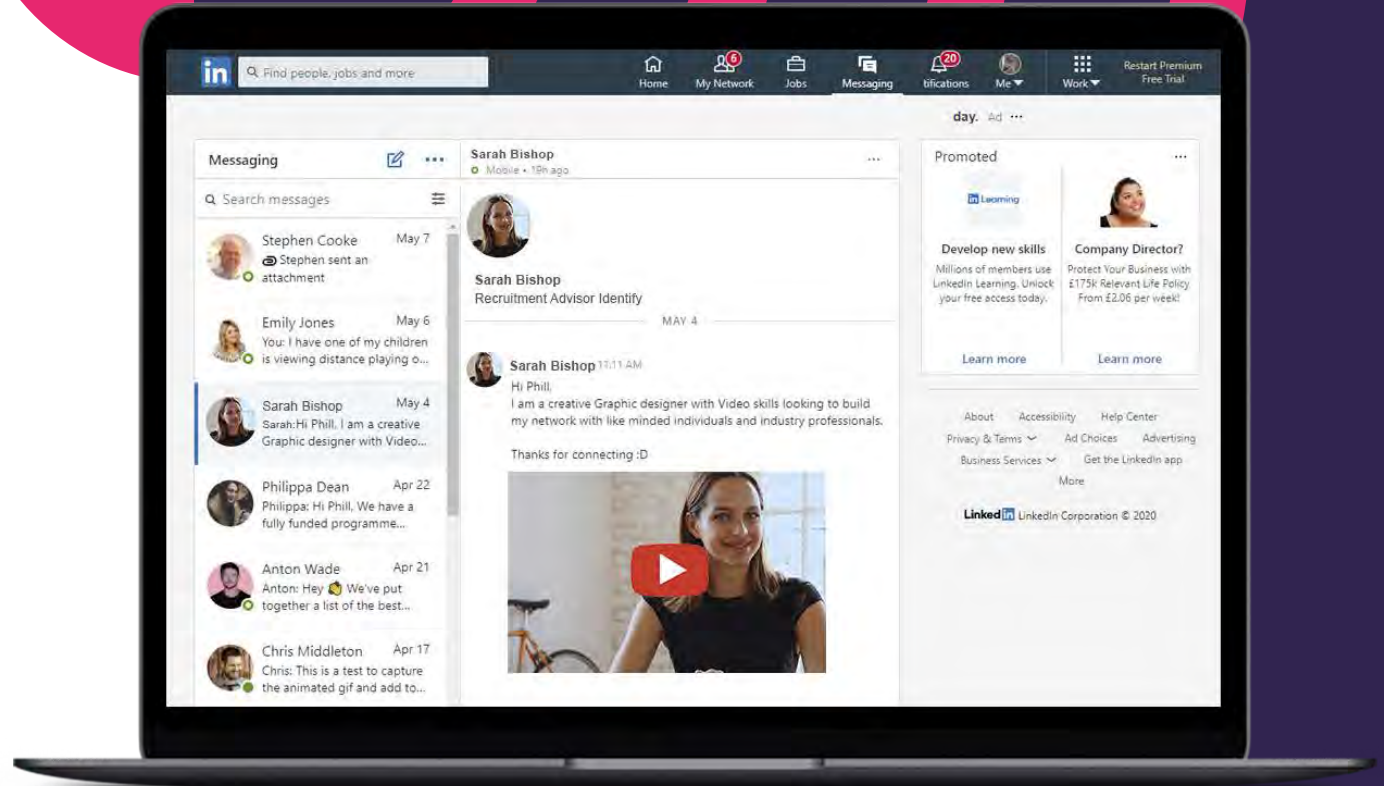 in
Find people, jobs and more
Home
6
My Network
Jobs
Messaging
20
tifications
Me
Work
Restart Premium
Free Trial
day. Ad ...
Messaging
...
Search messages
Stephen Cooke May 7
Stephen sent an
attachment
Emily Jones May 6
You: I have one of my children
is viewing distance playing o...
Sarah Bishop May 4
Sarah:Hi Phill, I am a creative
Graphic designer with Video...
Philippa Dean Apr 22
Philippa: Hi Phill, We have a
fully funded programme...
Anton Wade Apr 21
Anton: Hey 👏 We've put
together a list of the best...
Chris Middleton Apr 17
Chris: This is a test to capture
the animated gif and add to...
Sarah Bishop
Mobile • 19h ago
...
Sarah Bishop
Recruitment Advisor Identify
MAY 4
Sarah Bishop 11:11 AM
Hi Phill,
I am a creative Graphic designer with Video skills looking to build
my network with like minded individuals and industry professionals.
Thanks for connecting :D
Promoted ...
in Learning
Develop new skills
Millions of members use
LinkedIn Learning. Unlock
your free access today.
Learn more
Company Director?
Protect Your Business with
£175k Relevant Life Policy
From £2.06 per week!
Learn more
About Accessibility Help Center
Privacy & Terms Ad Choices Advertising
Business Services Get the LinkedIn app
More
Linked in LinkedIn Corporation © 2020